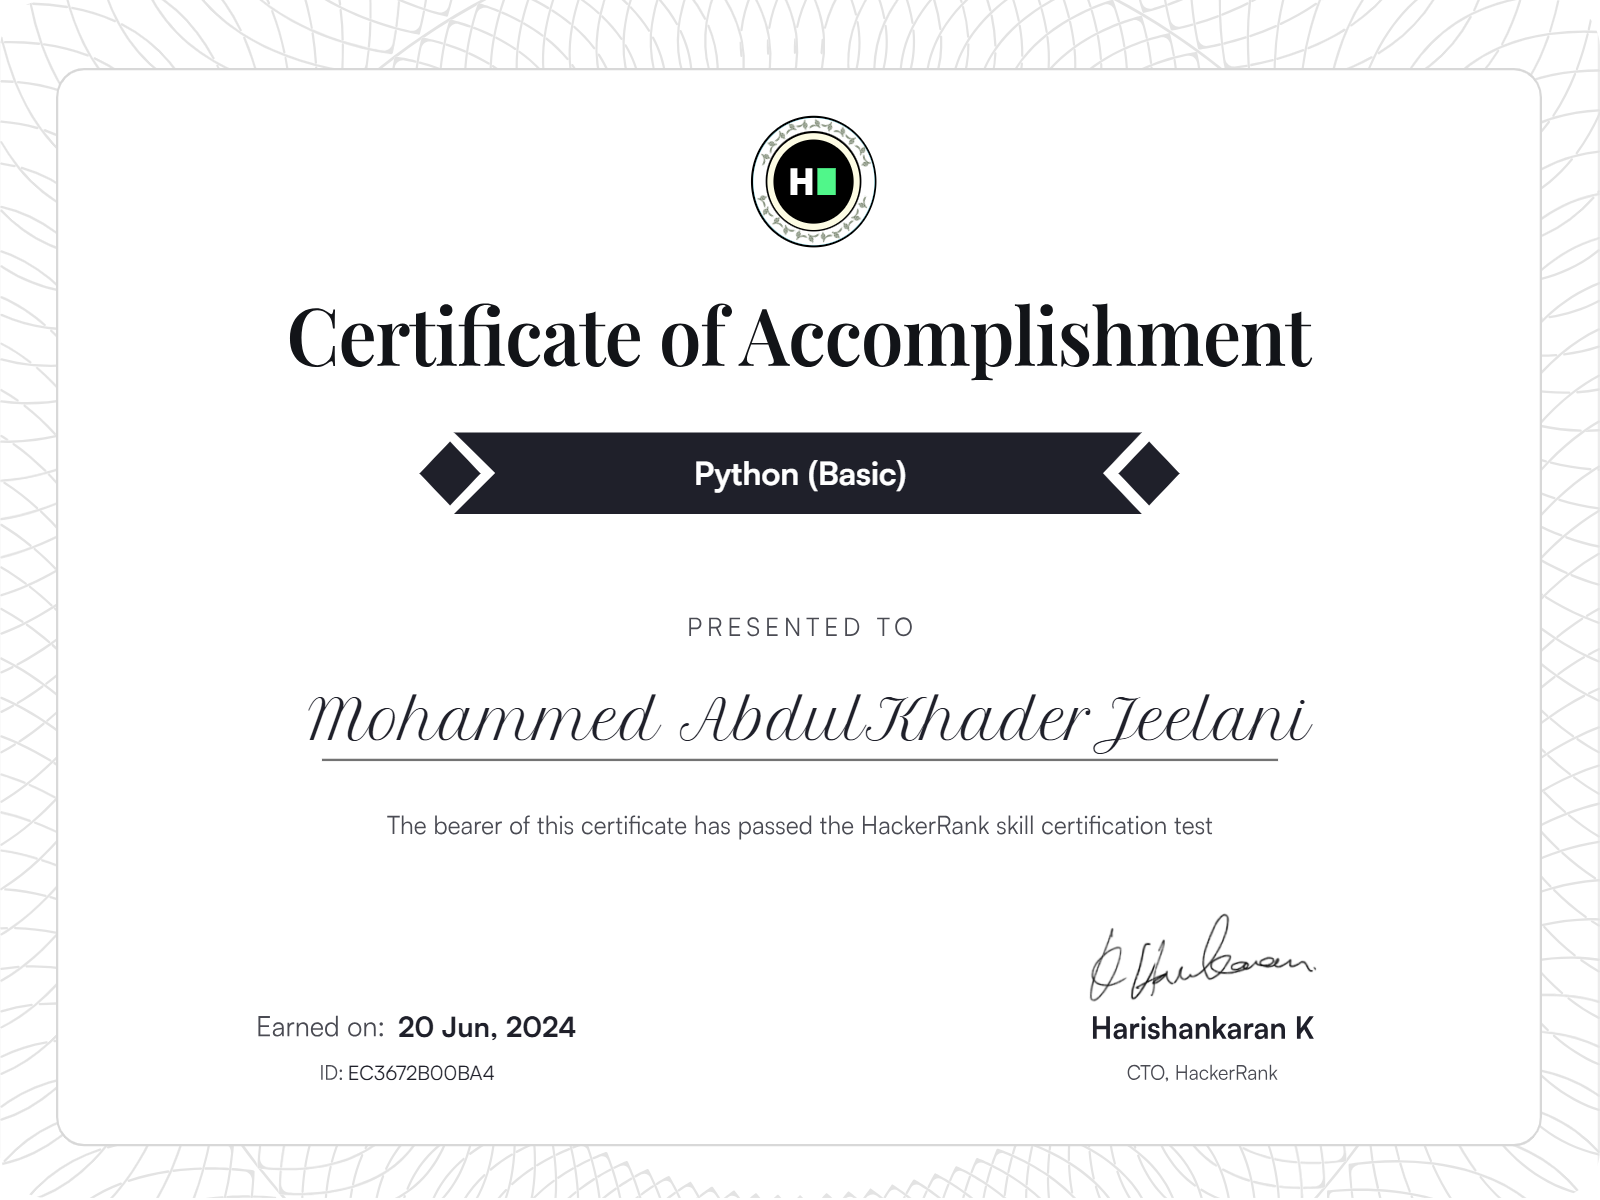 H
Certificate of Accomplishment
Python (Basic)
PRESENTED TO
Mohammed AbdulKhader Jeelani
The bearer of this certificate has passed the HackerRank skill certification test
Earned on: 20 Jun, 2024
ID: EC3672B00BA4
K Harikaran.
Harishankaran K
CTO, HackerRank